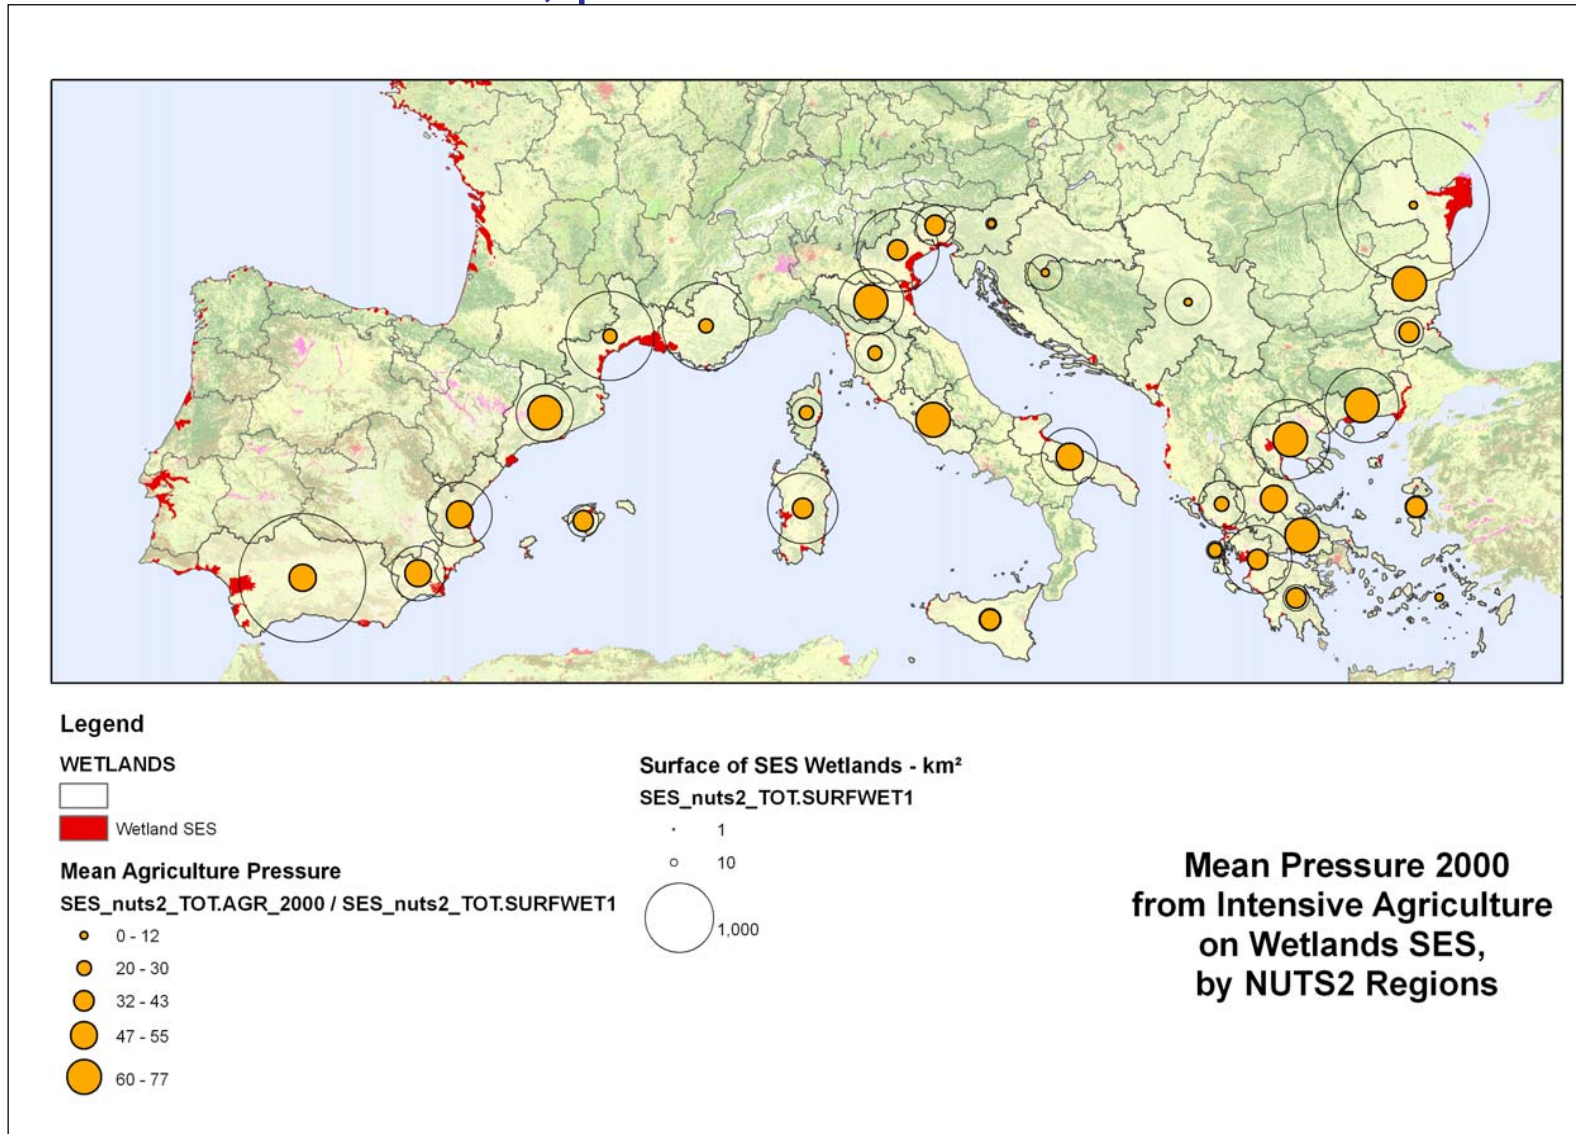 Legend
WETLANDS
Wetland SES
Mean Agriculture Pressure
SES_nuts2_TOT.AGR_2000 / SES_nuts2_TOT.SURFWET1
0 - 12
20 - 30
32 - 43
47 - 55
60 - 77
Surface of SES Wetlands - km²
SES_nuts2_TOT.SURFWET1
1
10
1,000
Mean Pressure 2000
from Intensive Agriculture
on Wetlands SES,
by NUTS2 Regions